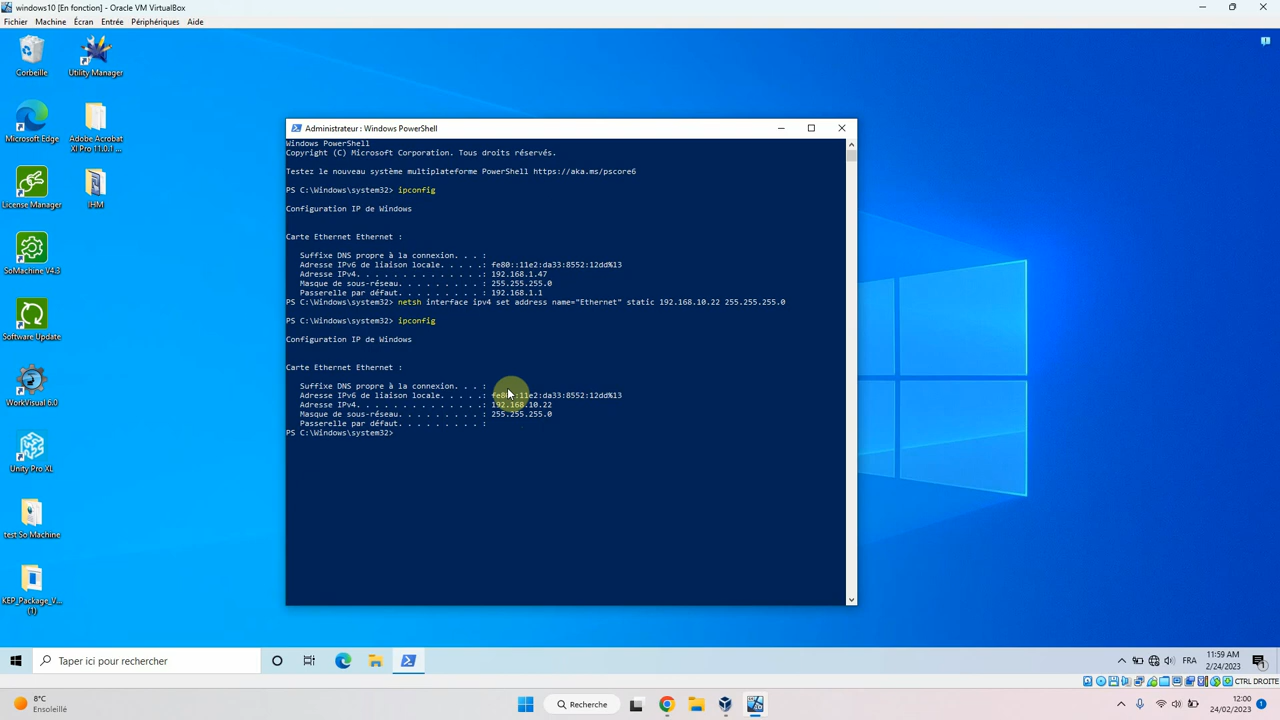 windows10 [En fonction] - Oracle VM VirtualBox
Fichier Machine Écran Entrée Périphériques Aide
Corbeille
Utility Manager
Microsoft Edge
Adobe Acrobat
XI Pro 11.0.1 ...
License Manager
IHM
SoMachine V4.3
Software Update
WorkVisual 6.0
Unity Pro XL
test So Machine
KEP_Package_V...
(1)
Administrateur : Windows PowerShell
Windows PowerShell
Copyright (C) Microsoft Corporation. Tous droits réservés.
Testez le nouveau système multiplateforme PowerShell https://aka.ms/pscore6
PS C:\Windows\system32> ipconfig
Configuration IP de Windows
Carte Ethernet Ethernet :
Suffixe DNS propre à la connexion. . . :
Adresse IPv6 de liaison locale. . . . .: fe80::11e2:da33:8552:12dd%13
Adresse IPv4. . . . . . . . . . . . . .: 192.168.1.47
Masque de sous-réseau. . . . . . . . . : 255.255.255.0
Passerelle par défaut. . . . . . . . . : 192.168.1.1
PS C:\Windows\system32> netsh interface ipv4 set address name="Ethernet" static 192.168.10.22 255.255.255.0
PS C:\Windows\system32> ipconfig
Configuration IP de Windows
Carte Ethernet Ethernet :
Suffixe DNS propre à la connexion. . . :
Adresse IPv6 de liaison locale. . . . .: fe80::11e2:da33:8552:12dd%13
Adresse IPv4. . . . . . . . . . . . . .: 192.168.10.22
Masque de sous-réseau. . . . . . . . . : 255.255.255.0
Passerelle par défaut. . . . . . . . . :
PS C:\Windows\system32>
Taper ici pour rechercher
FRA
11:59 AM
2/24/2023
CTRL DROITE
8°C
Ensoleillé
Recherche
12:00
24/02/2023